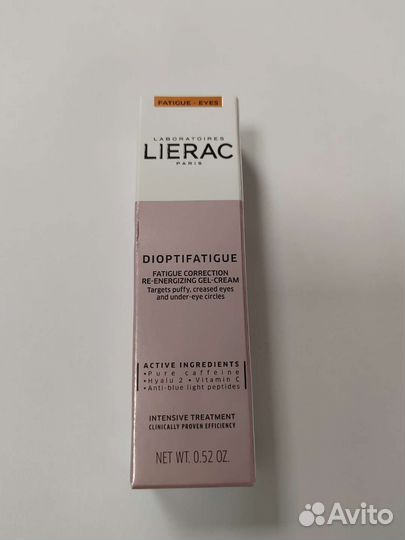 FATIGUE - EYES
LABORATOIRES
LIERAC
PARIS
DIOPTIFATIGUE
FATIGUE CORRECTION
RE-ENERGIZING GEL-CREAM
Targets puffy, creased eyes
and under-eye circles
ACTIVE INGREDIENTS
•Pure caffeine
•Hyalu 2 • Vitamin C
•Anti-blue light peptides
INTENSIVE TREATMENT
CLINICALLY PROVEN EFFICIENCY
NET WT. 0.52 OZ.
Avito